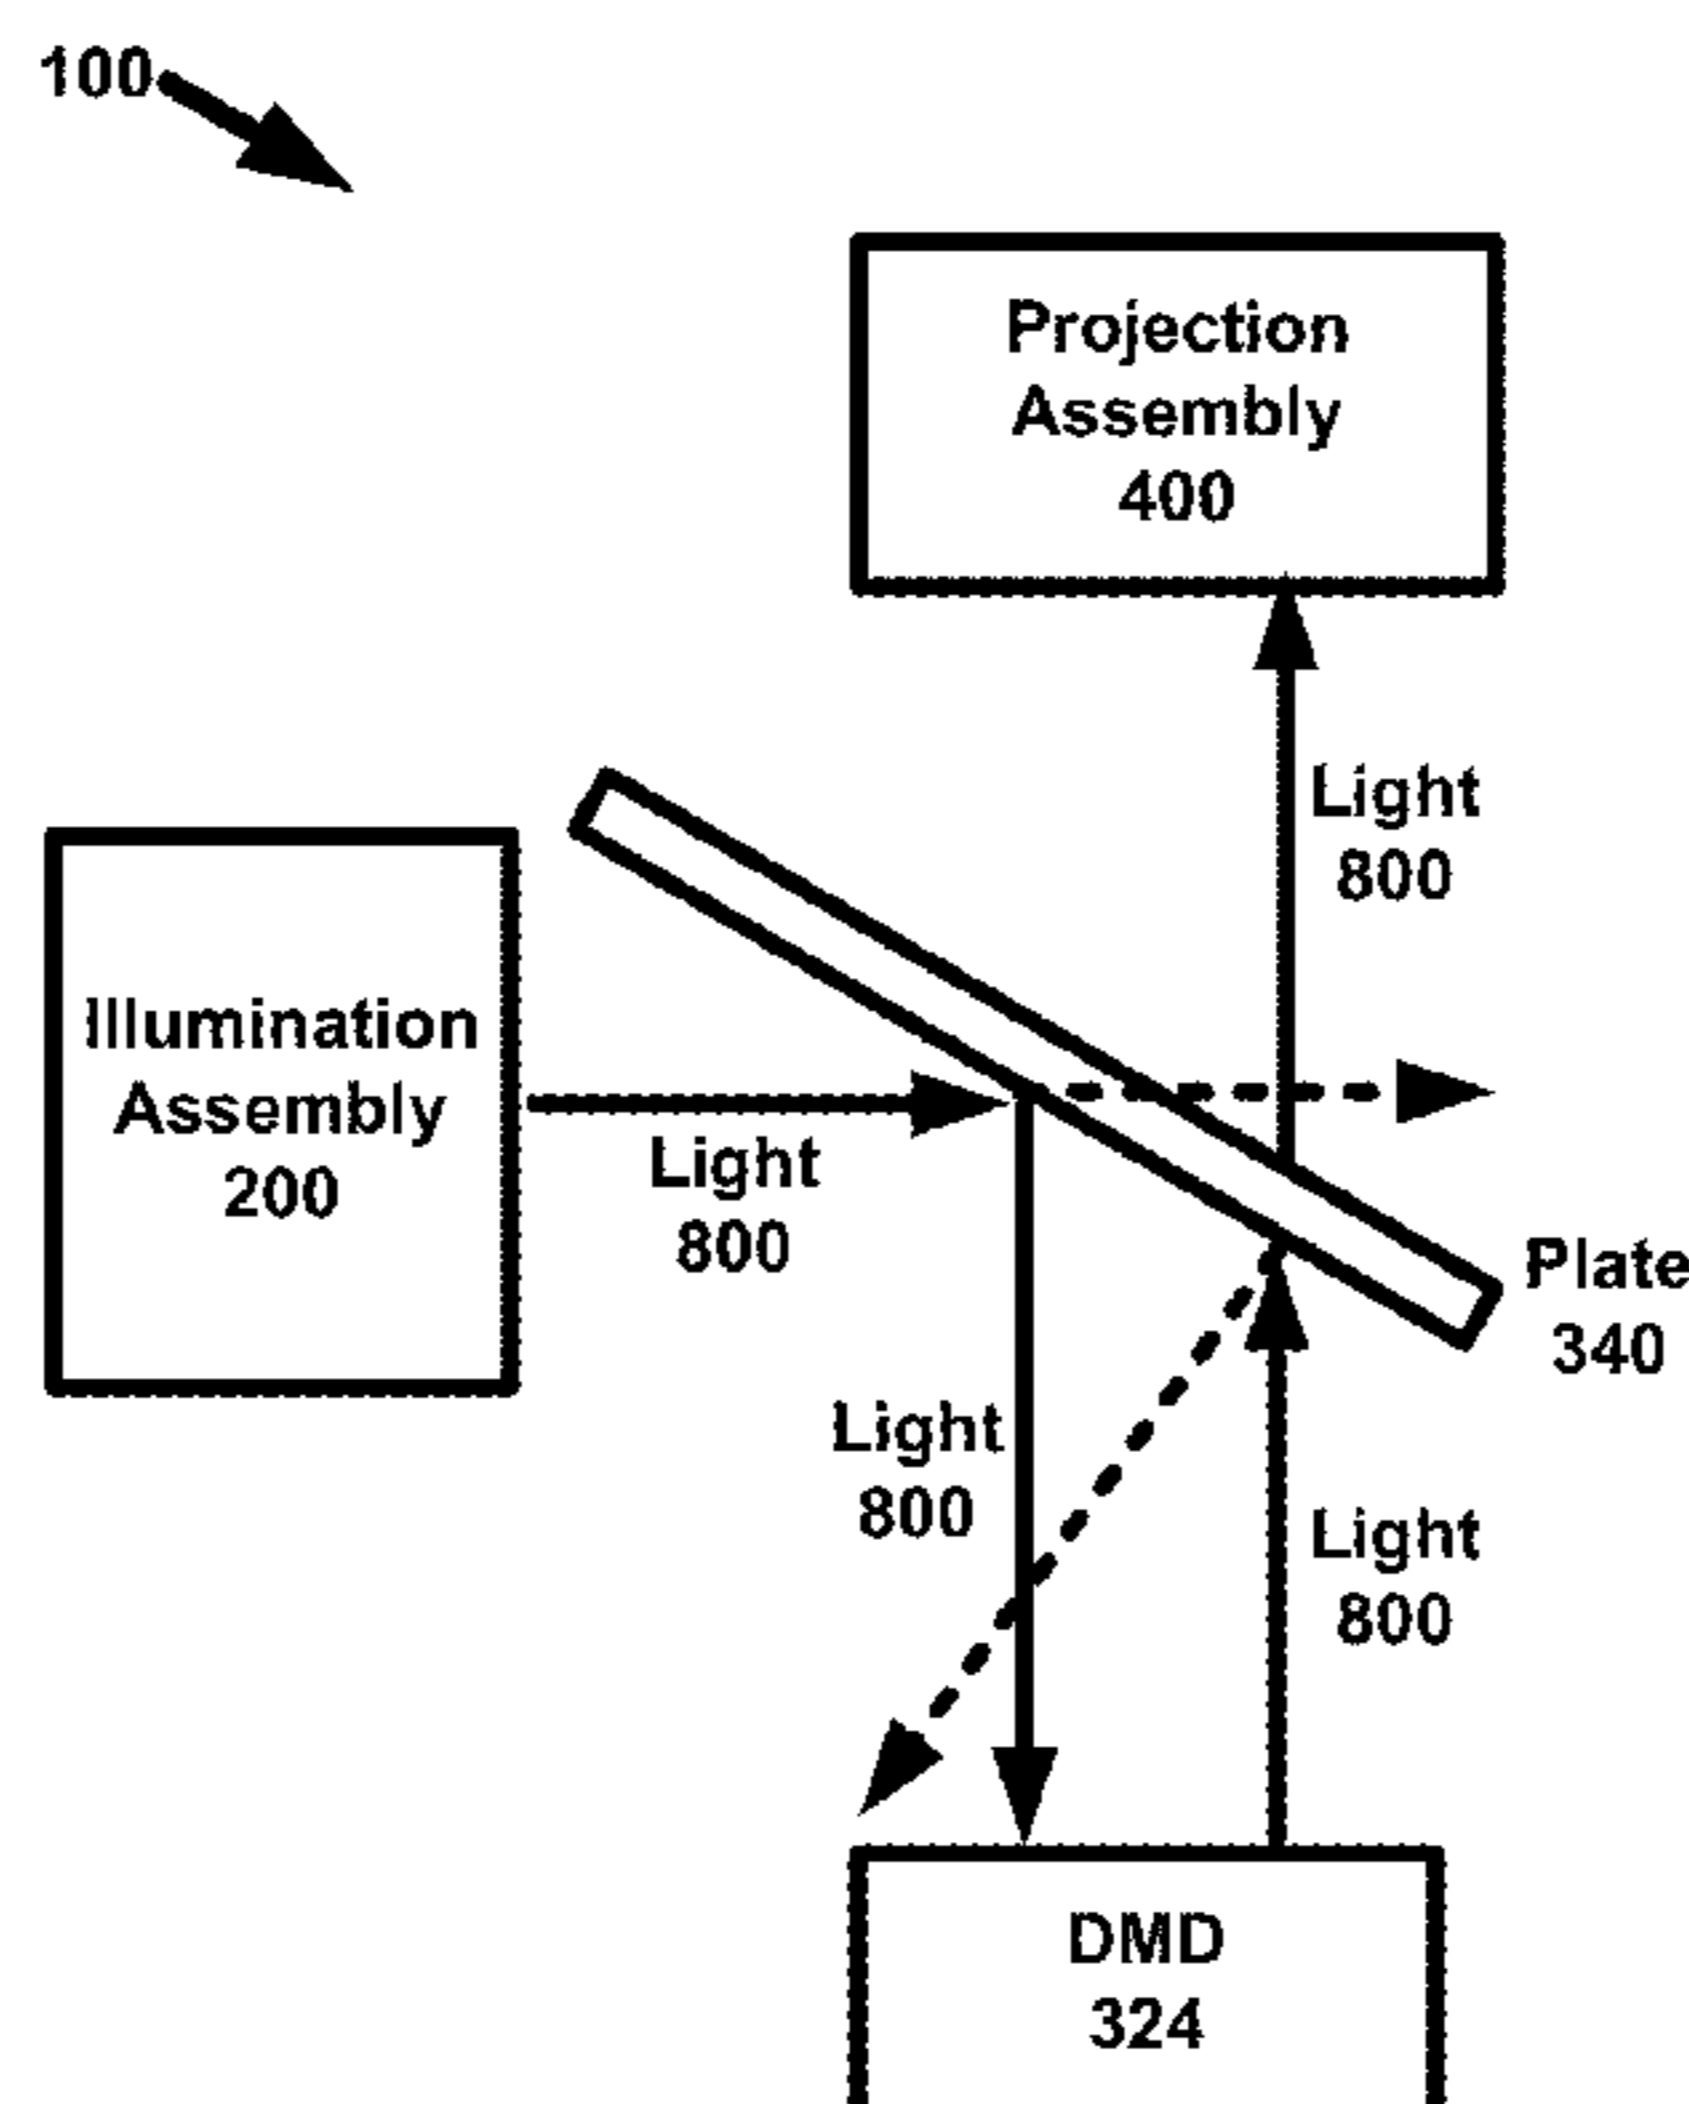 100
Projection
Assembly
400
Light
800
Illumination
Assembly
200
Light
800
Plate
340
Light
800
Light
800
DMD
324